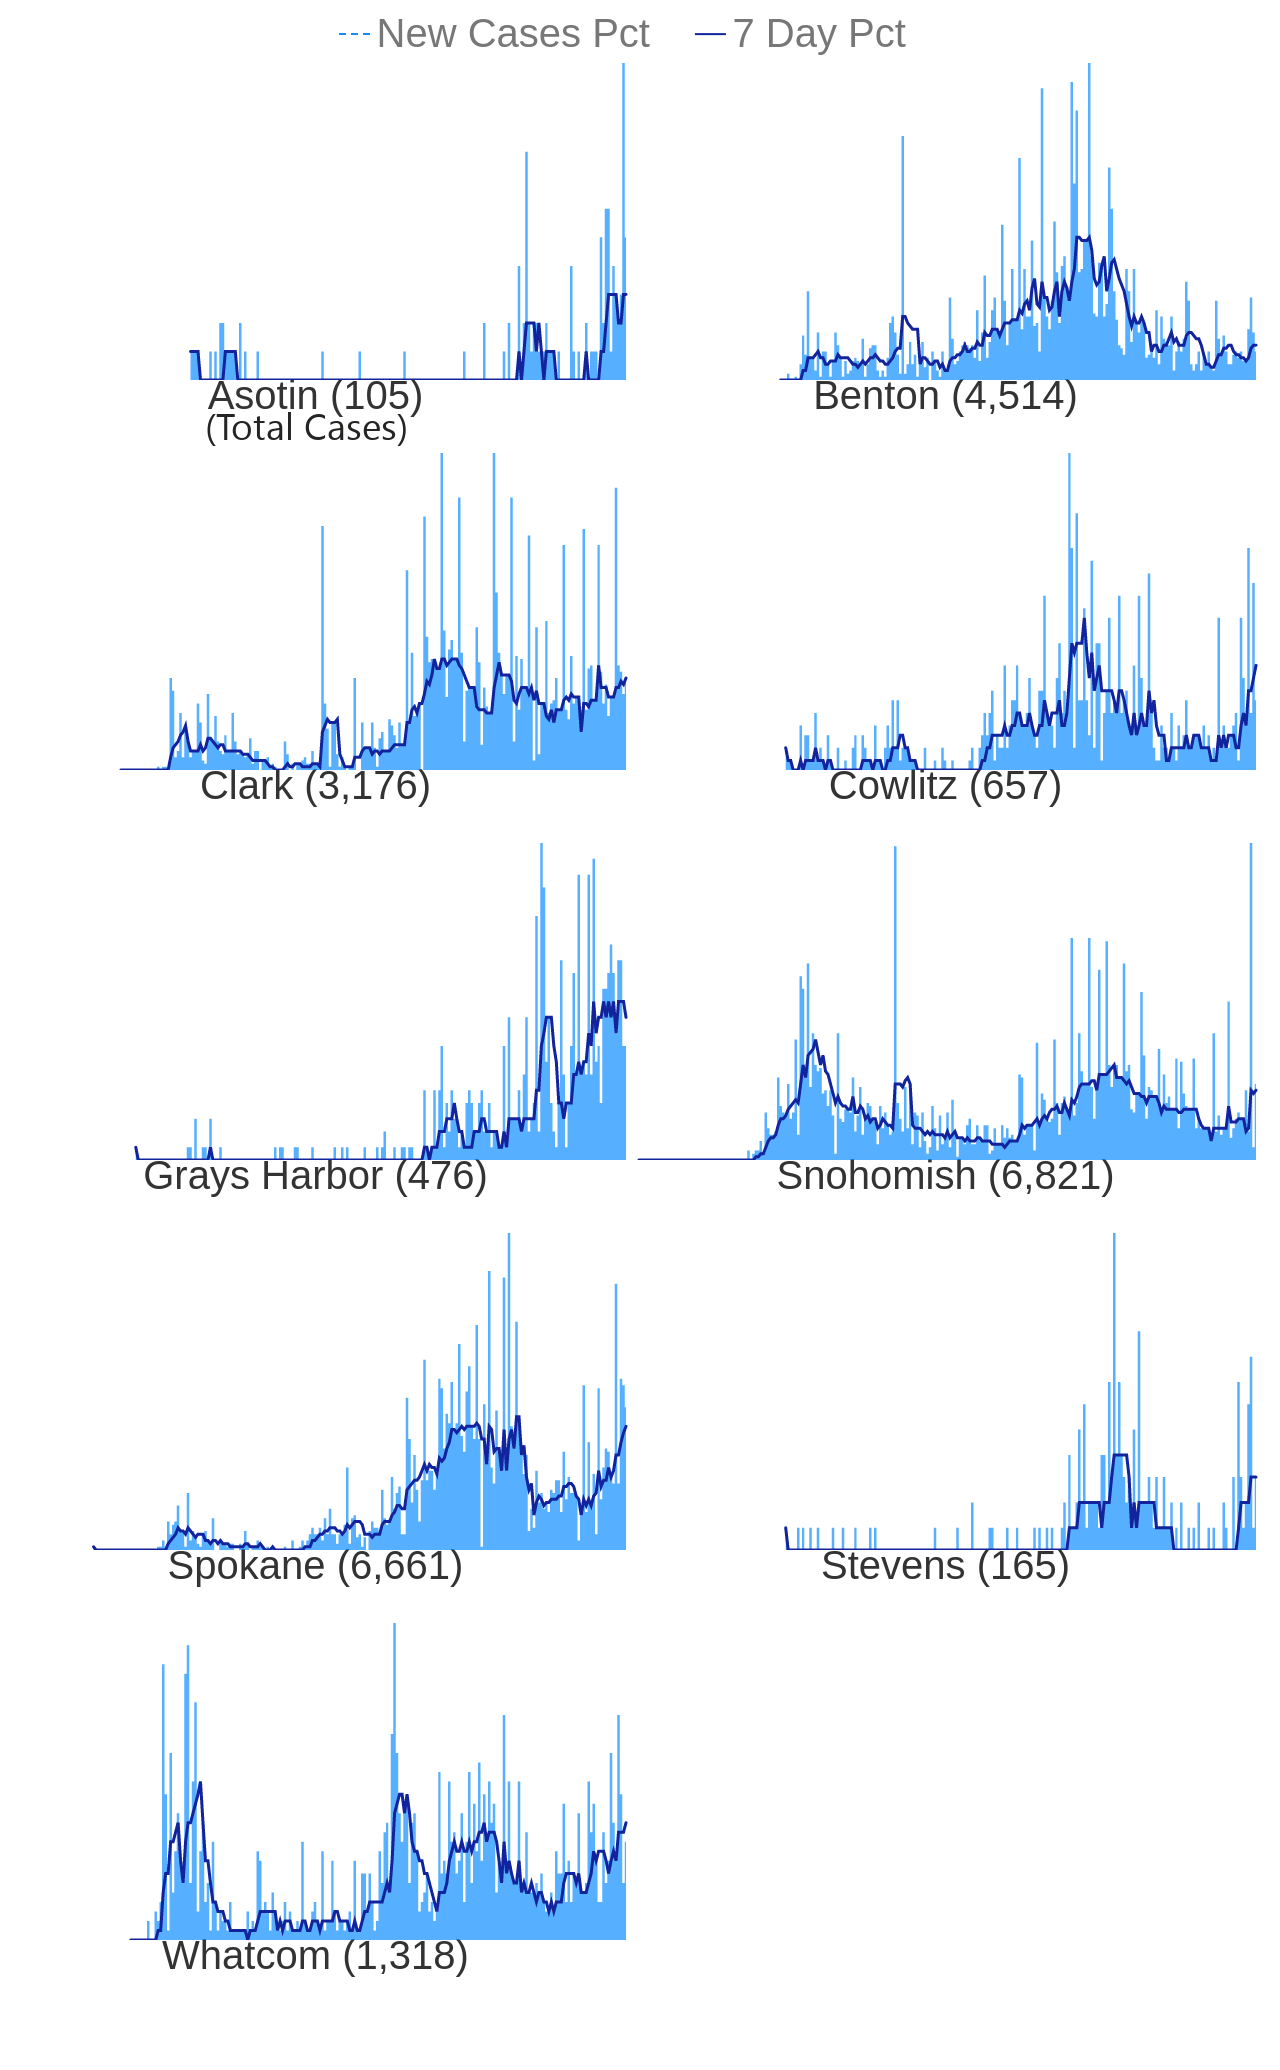 New Cases Pct 7 Day Pct
Asotin (105) Benton (4,514)
(Total Cases)
Clark (3,176) Cowlitz (657)
Grays Harbor (476) Snohomish (6,821)
Spokane (6,661) Stevens (165)
Whatcom (1,318)